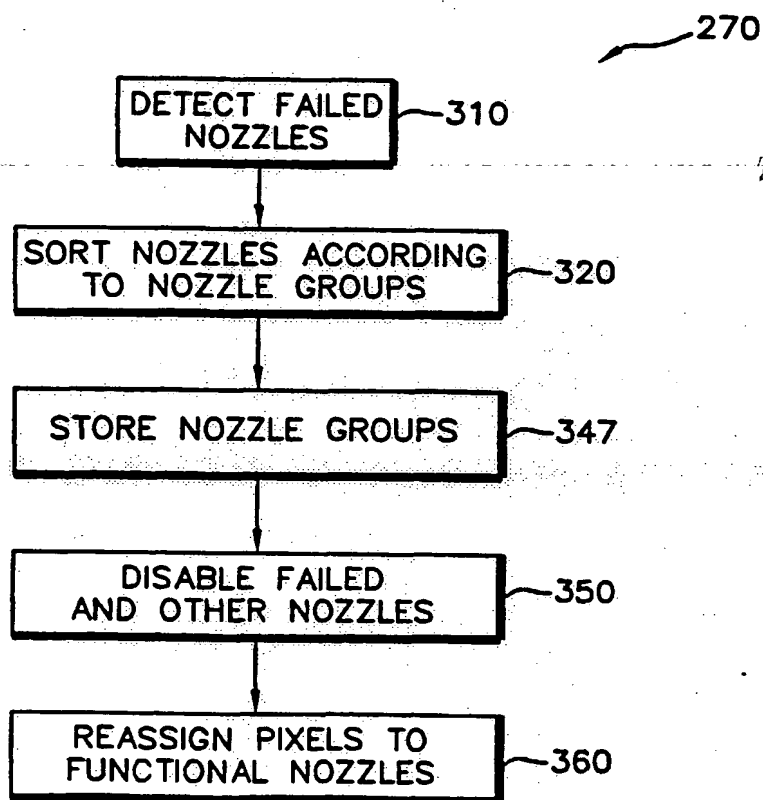 270
DETECT FAILED
NOZZLES
310
SORT NOZZLES ACCORDING
TO NOZZLE GROUPS
320
STORE NOZZLE GROUPS
347
DISABLE FAILED
AND OTHER NOZZLES
350
REASSIGN PIXELS TO
FUNCTIONAL NOZZLES
360